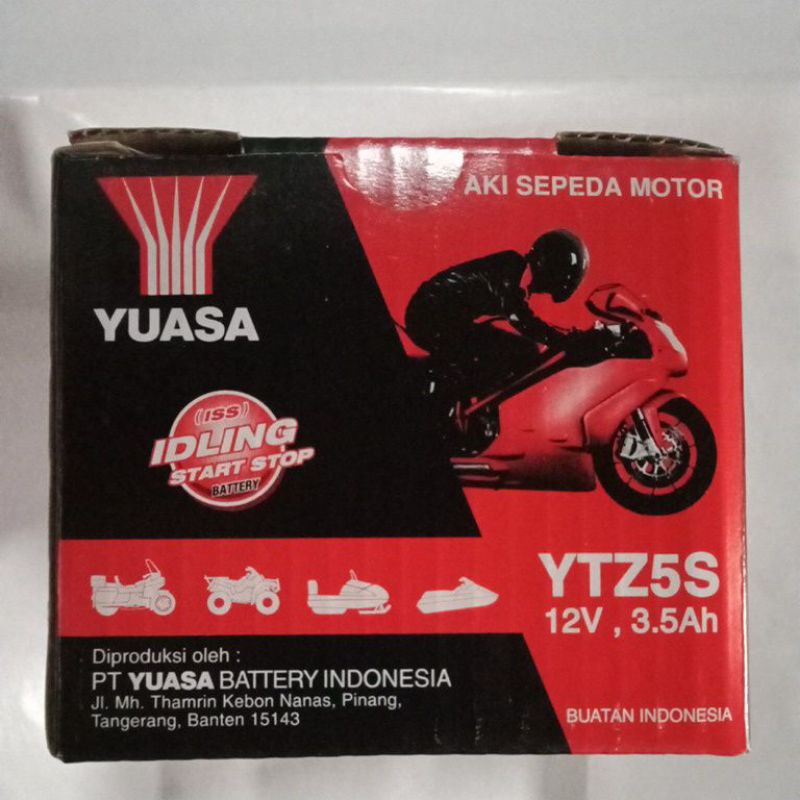 AKI SEPEDA MOTOR
YUASA
(ISS)
IDLING
START STOP
BATTERY
YTZ5S
12V , 3.5Ah
Diproduksi oleh :
PT YUASA BATTERY INDONESIA
Jl. Mh. Thamrin Kebon Nanas, Pinang,
Tangerang, Banten 15143
BUATAN INDONESIA